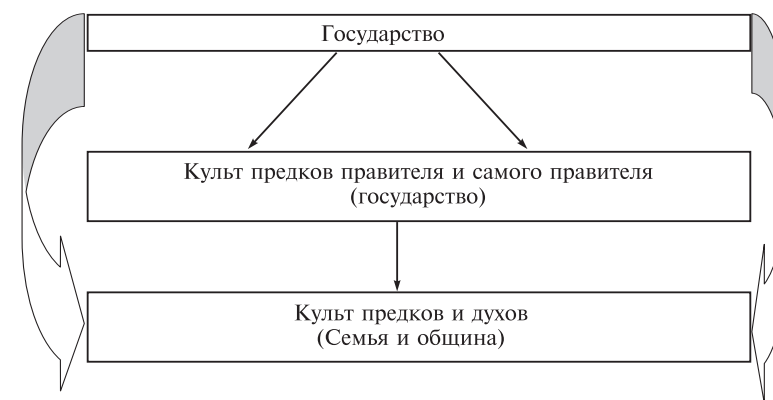 Государство
Культ предков правителя и самого правителя
(государство)
Культ предков и духов
(Семья и община)